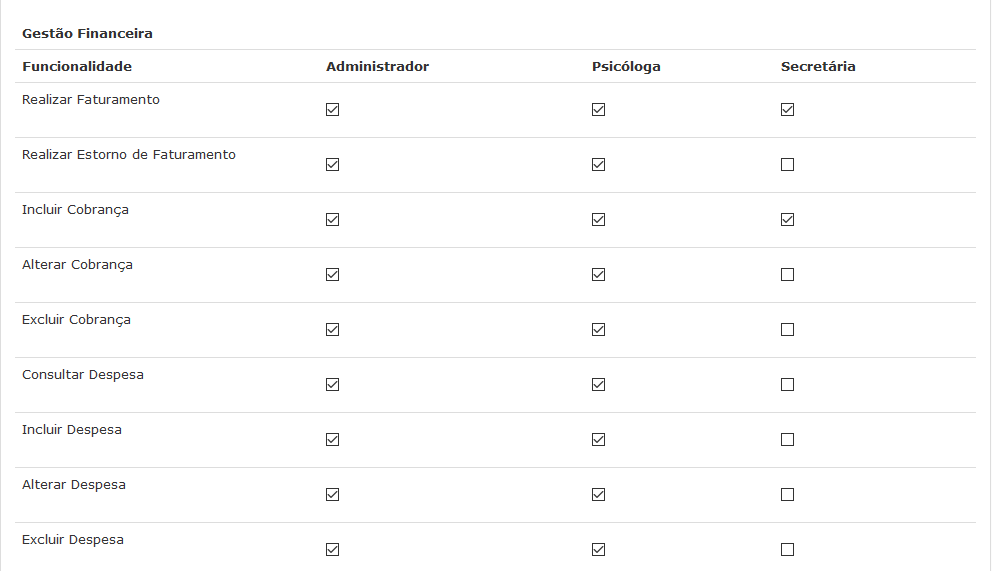 Gestão Financeira
Funcionalidade Administrador Psicóloga Secretária
Realizar Faturamento
Realizar Estorno de Faturamento
Incluir Cobrança
Alterar Cobrança
Excluir Cobrança
Consultar Despesa
Incluir Despesa
Alterar Despesa
Excluir Despesa